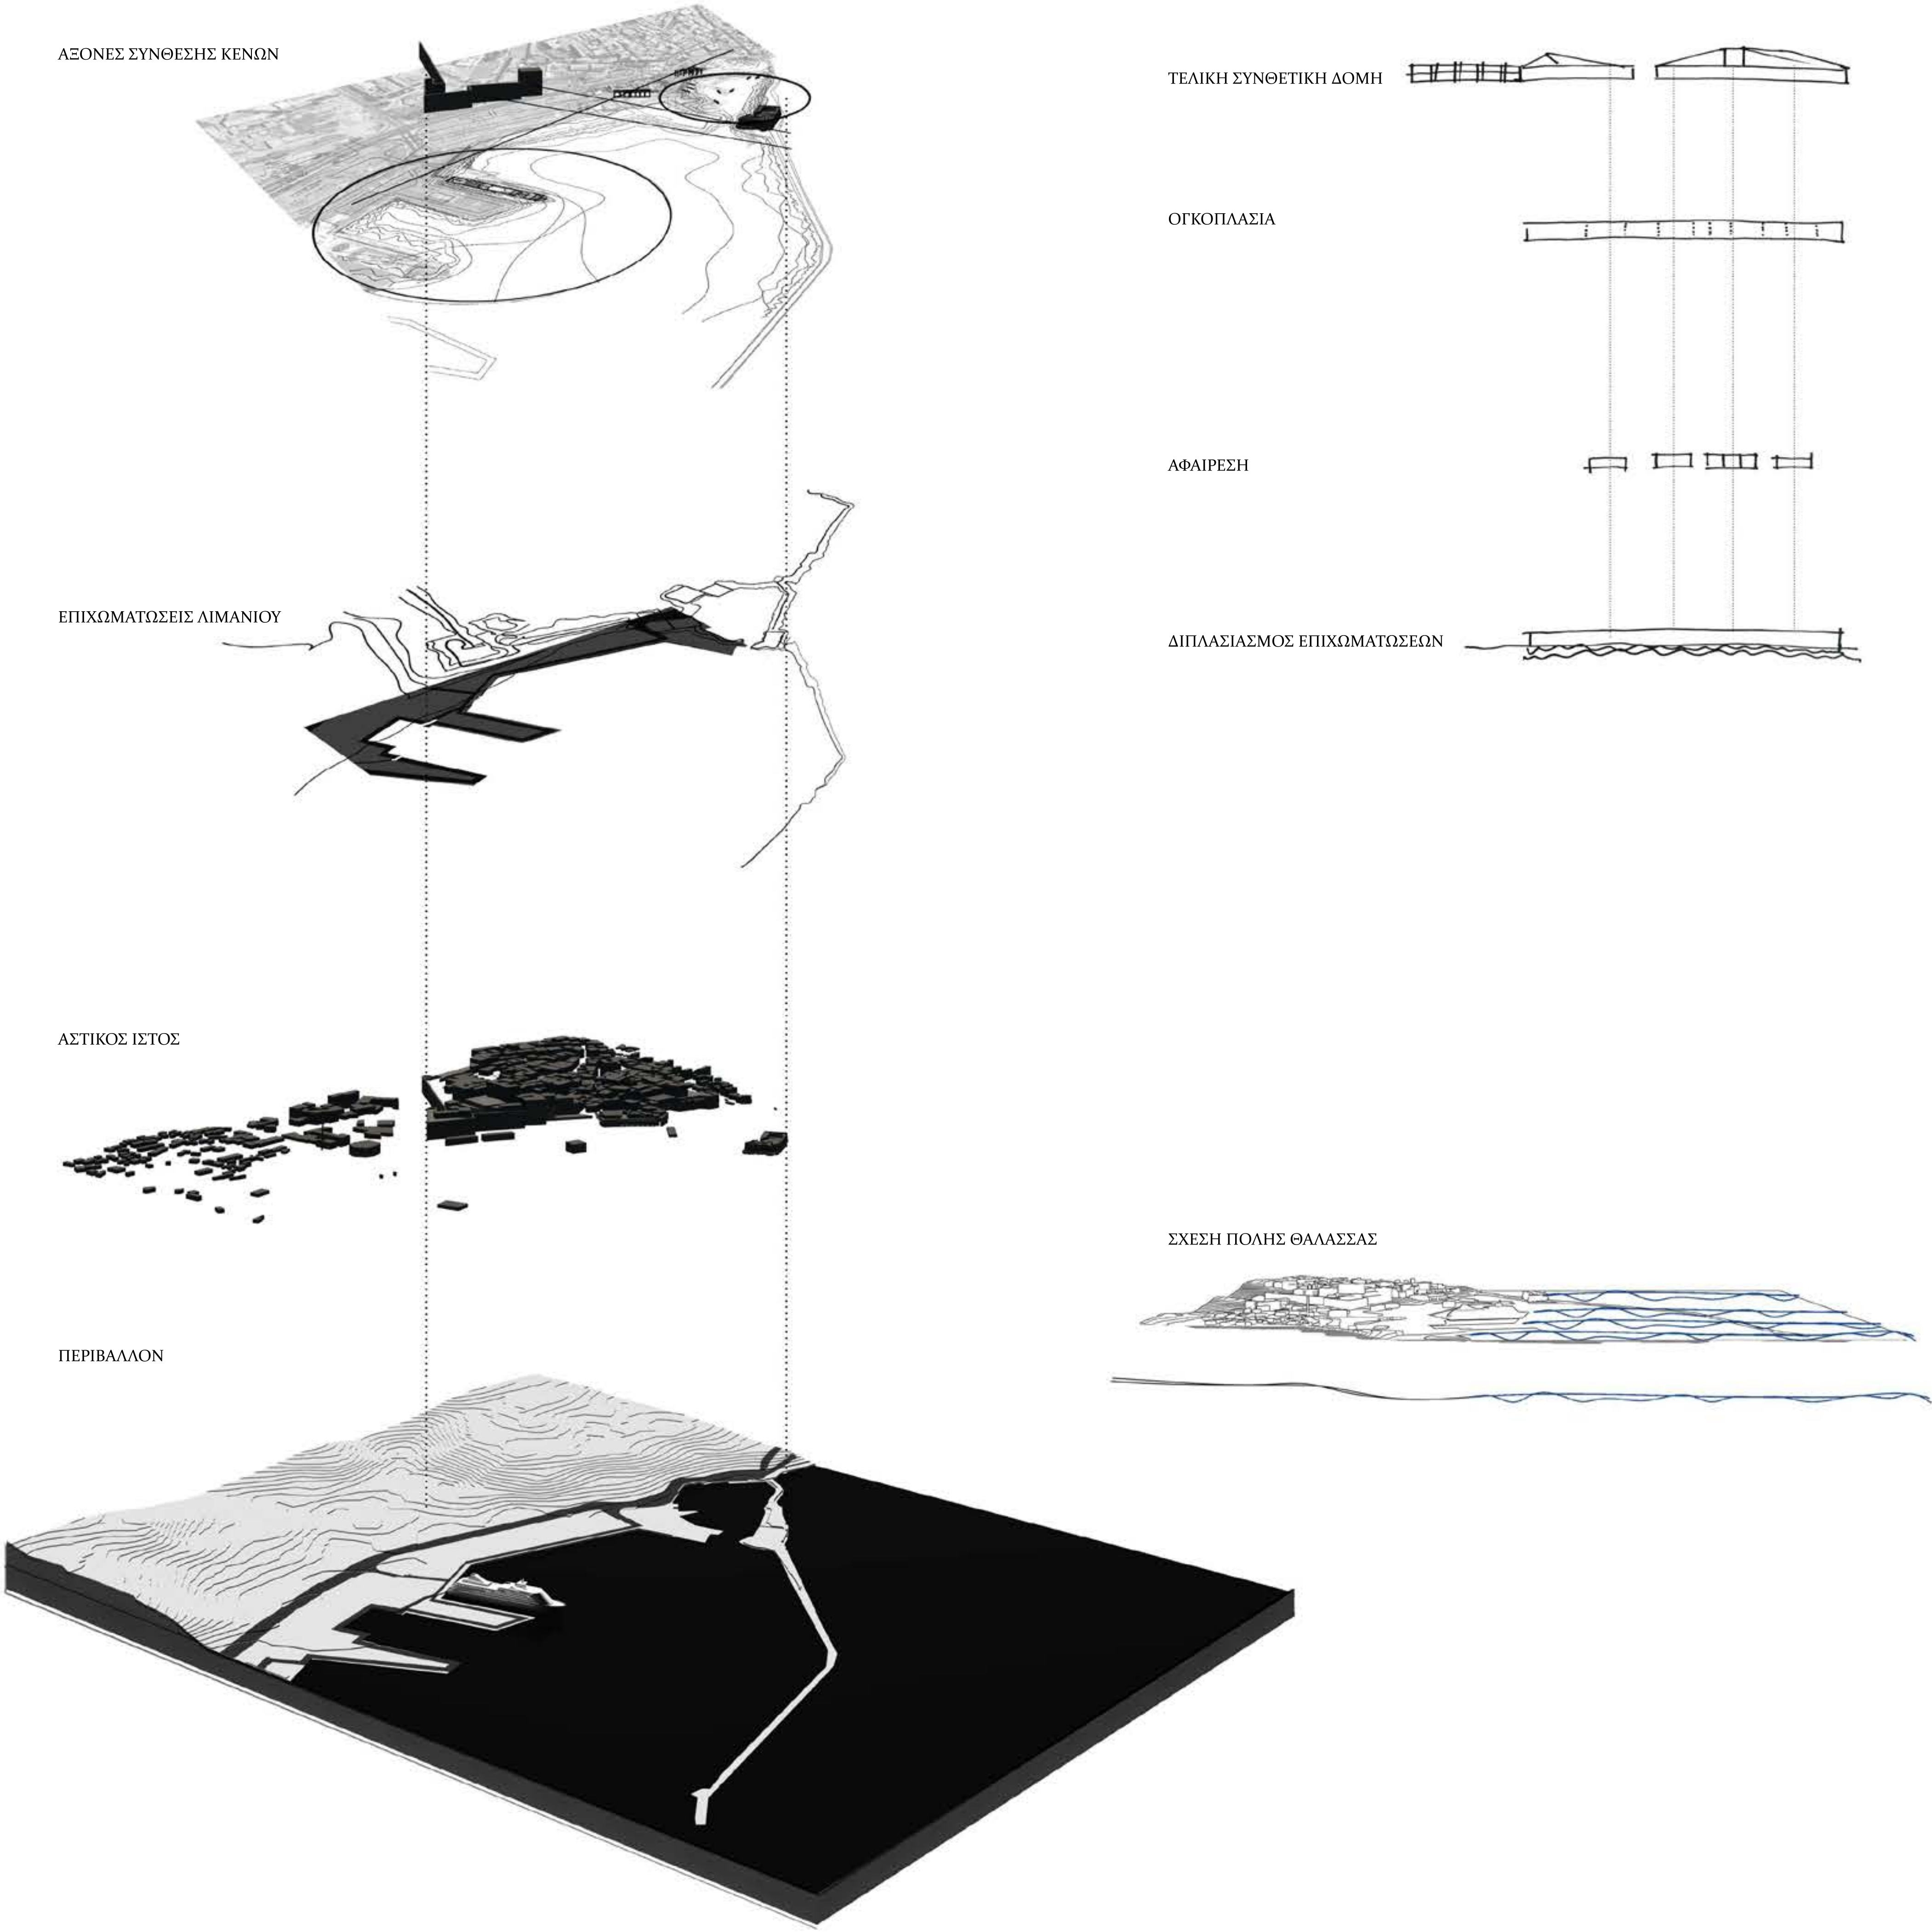 ΑΞΟΝΕΣ ΣΥΝΘΕΣΗΣ ΚΕΝΩΝ
ΕΠΙΧΩΜΑΤΩΣΕΙΣ ΛΙΜΑΝΙΟΥ
ΑΣΤΙΚΟΣ ΙΣΤΟΣ
ΠΕΡΙΒΑΛΛΟΝ
ΤΕΛΙΚΗ ΣΥΝΘΕΤΙΚΗ ΔΟΜΗ
ΟΓΚΟΠΛΑΣΙΑ
ΑΦΑΙΡΕΣΗ
ΔΙΠΛΑΣΙΑΣΜΟΣ ΕΠΙΧΩΜΑΤΩΣΕΩΝ
ΣΧΕΣΗ ΠΟΛΗΣ ΘΑΛΑΣΣΑΣ